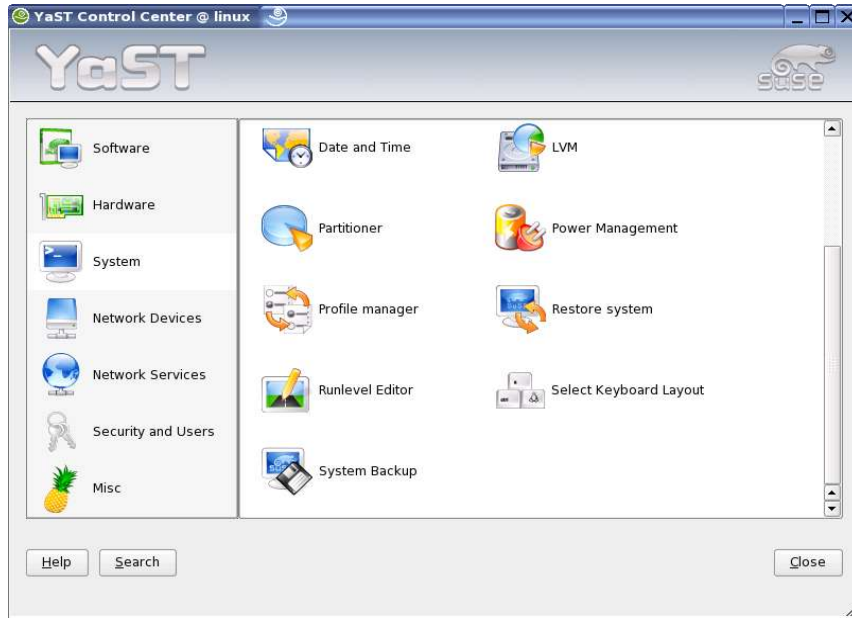 YaST Control Center @ linux
YaST
suse
Software
Hardware
System
Network Devices
Network Services
Security and Users
Misc
Date and Time
LVM
Partitioner
Power Management
Profile manager
Restore system
Runlevel Editor
Select Keyboard Layout
System Backup
Help
Search
Close